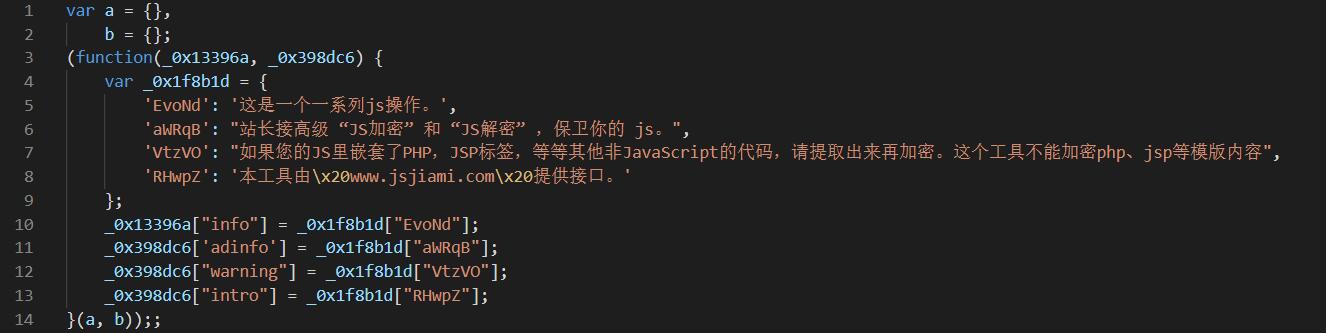 1 var a = {},
2     b = {};
3 (function(_0x13396a, _0x398dc6) {
4     var _0x1f8b1d = {
5         'EvoNd': '这是一个一系列js操作。',
6         'aWRqB': "站长接高级 “JS加密” 和 “JS解密” ，保卫你的 js。",
7         'VtzVO': "如果您的JS里嵌套了PHP，JSP标签，等等其他非JavaScript的代码，请提取出来再加密。这个工具不能加密php、jsp等模版内容",
8         'RHwpZ': '本工具由\x20www.jsjiami.com\x20提供接口。'
9     };
10     _0x13396a["info"] = _0x1f8b1d["EvoNd"];
11     _0x398dc6['adinfo'] = _0x1f8b1d["aWRqB"];
12     _0x398dc6["warning"] = _0x1f8b1d["VtzVO"];
13     _0x398dc6["intro"] = _0x1f8b1d["RHwpZ"];
14 }(a, b));;